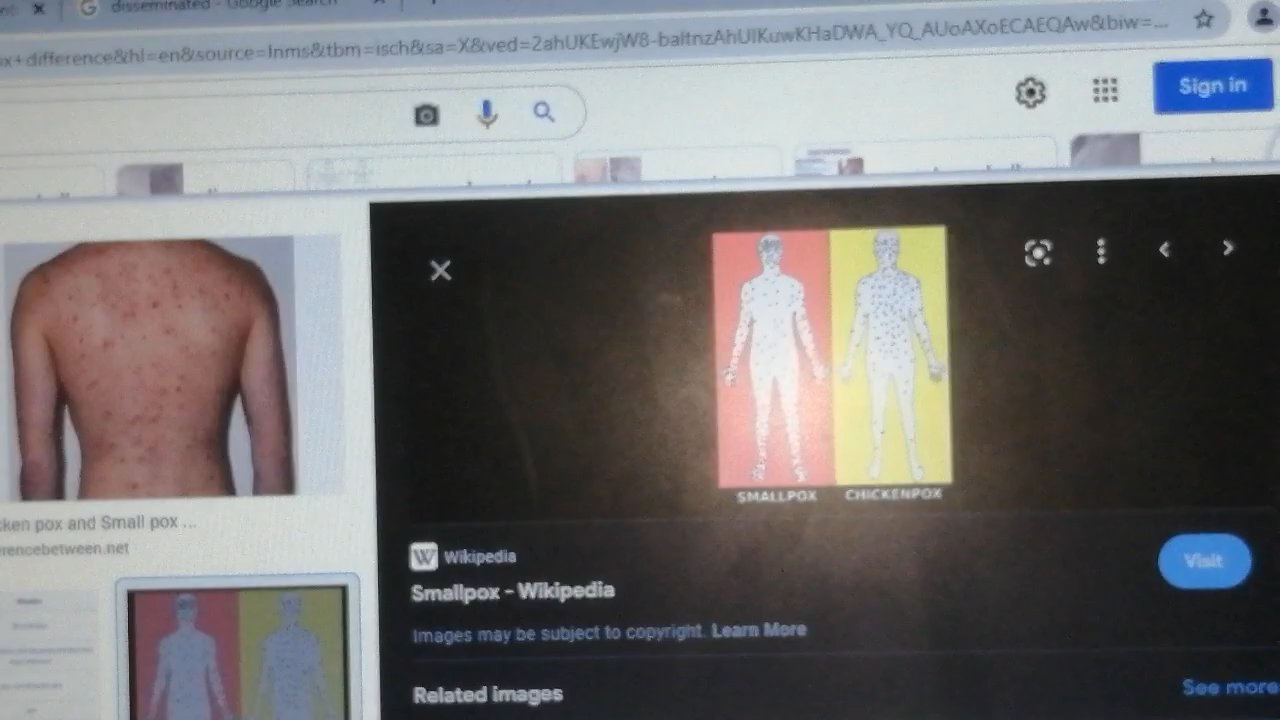 disseminated - Google Search
x+difference&hl=en&source=lnms&tbm=isch&sa=X&ved=2ahUKEwjW8-baltnzAhUIKuwKHaDWA_YQ_AUoAXoECAEQAw&biw=...
Sign in
SMALLPOX CHICKENPOX
cken pox and Small pox ...
rencebetween.net
W Wikipedia
Visit
Smallpox - Wikipedia
Images may be subject to copyright. Learn More
Related images
See more